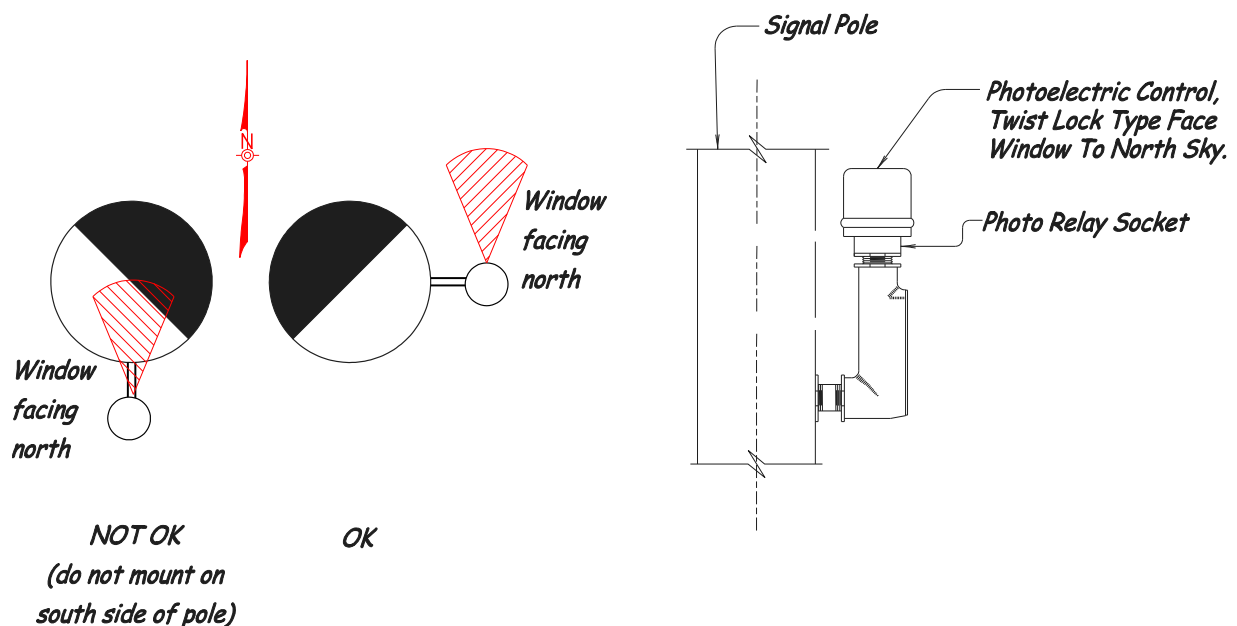 Signal Pole
Photoelectric Control,
Twist Lock Type Face
Window To North Sky.
Photo Relay Socket
N
Window
facing
north
Window
facing
north
NOT OK
(do not mount on
south side of pole)
OK